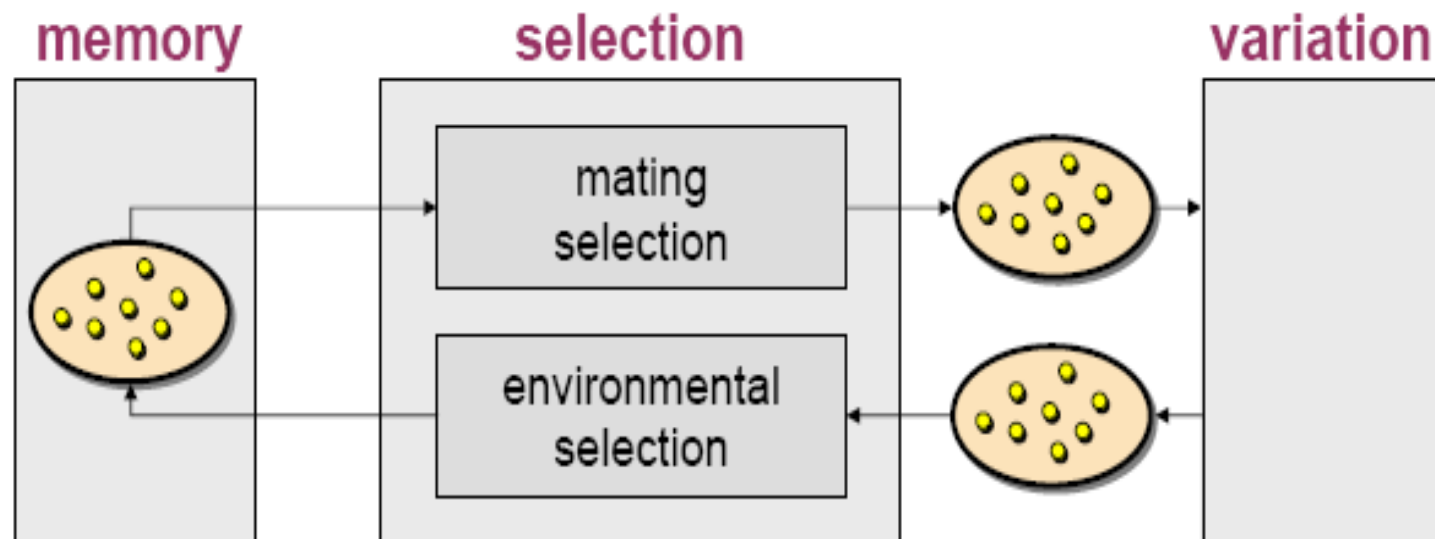 memory
selection
variation
mating
selection
environmental
selection